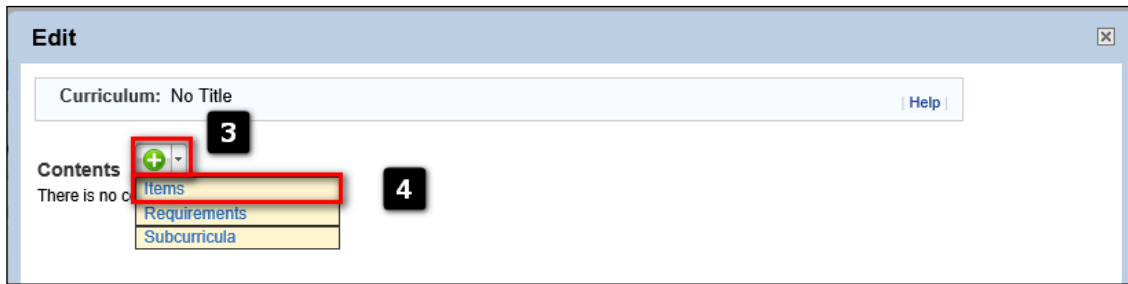 Edit
Curriculum: No Title
| Help |
3
Contents
There is no c
Items
4
Requirements
Subcurricula